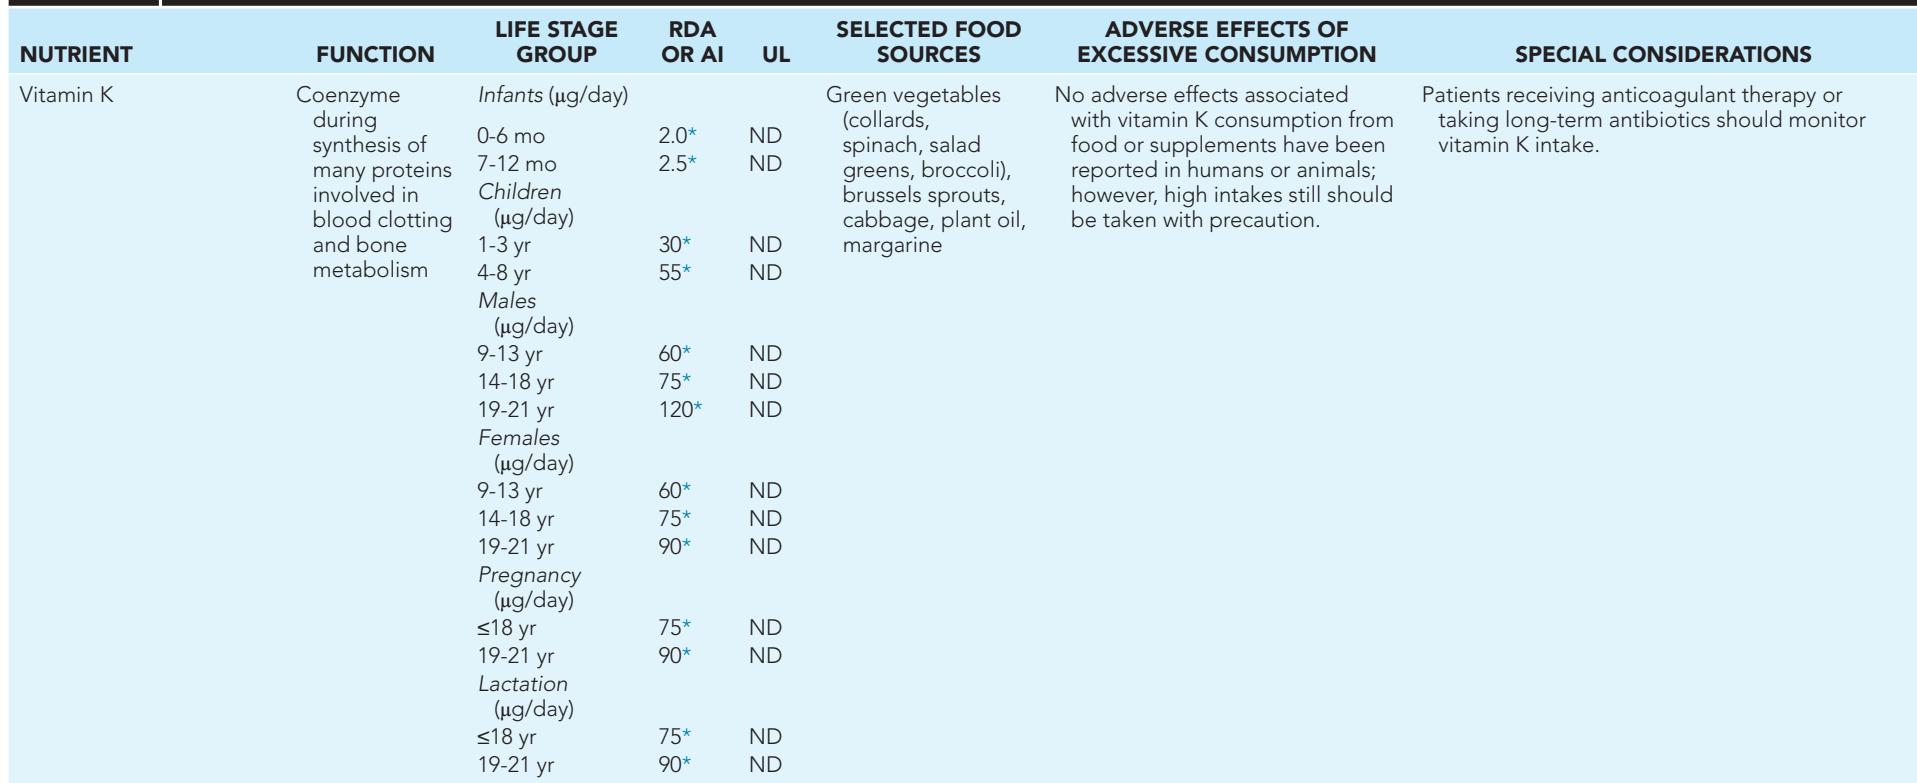 NUTRIENT FUNCTION LIFE STAGE GROUP RDA OR AI UL SELECTED FOOD SOURCES ADVERSE EFFECTS OF EXCESSIVE CONSUMPTION SPECIAL CONSIDERATIONS
Vitamin K
Coenzyme
during
synthesis of
many proteins
involved in
blood clotting
and bone
metabolism
Infants (μg/day)
0-6 mo 2.0* ND
7-12 mo 2.5* ND
Children
(μg/day)
1-3 yr 30* ND
4-8 yr 55* ND
Males
(μg/day)
9-13 yr 60* ND
14-18 yr 75* ND
19-21 yr 120* ND
Females
(μg/day)
9-13 yr 60* ND
14-18 yr 75* ND
19-21 yr 90* ND
Pregnancy
(μg/day)
≤18 yr 75* ND
19-21 yr 90* ND
Lactation
(μg/day)
≤18 yr 75* ND
19-21 yr 90* ND
Green vegetables
(collards,
spinach, salad
greens, broccoli),
brussels sprouts,
cabbage, plant oil,
margarine
No adverse effects associated
with vitamin K consumption from
food or supplements have been
reported in humans or animals;
however, high intakes still should
be taken with precaution.
Patients receiving anticoagulant therapy or
taking long-term antibiotics should monitor
vitamin K intake.